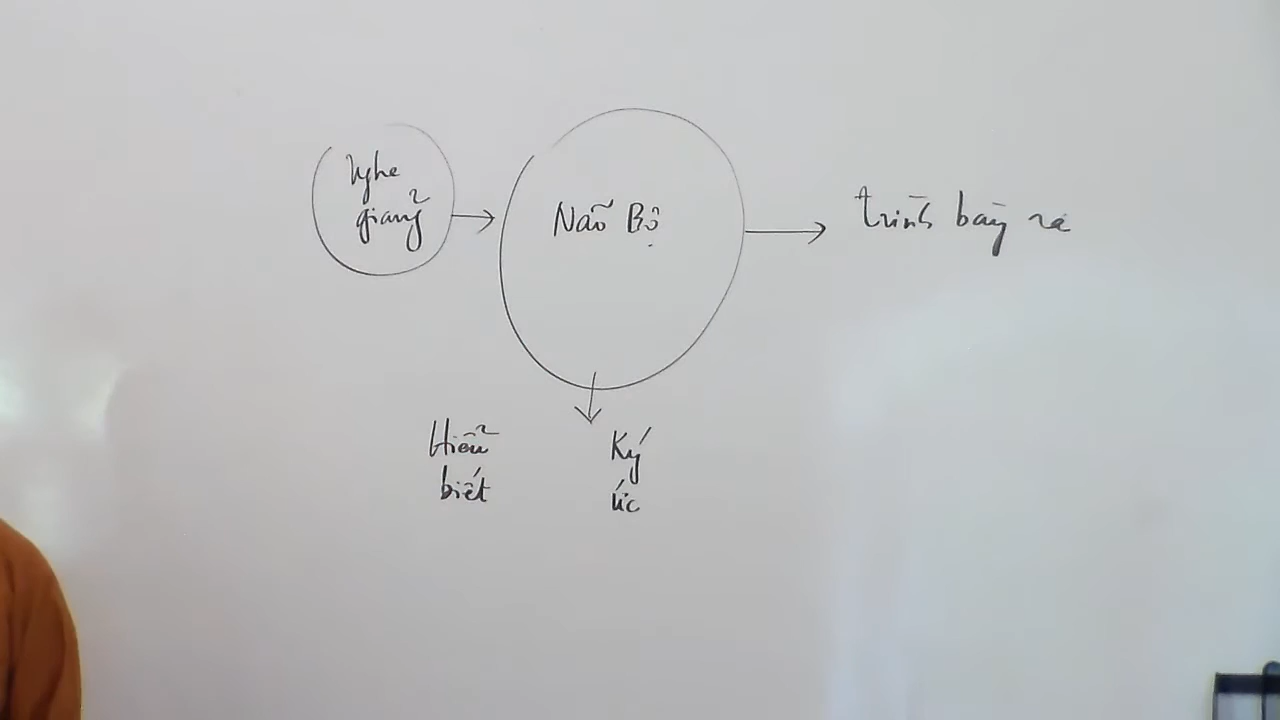 Nghe
giảng
Não Bộ
trình bày ra
Hiểu
biết
Ký
ức